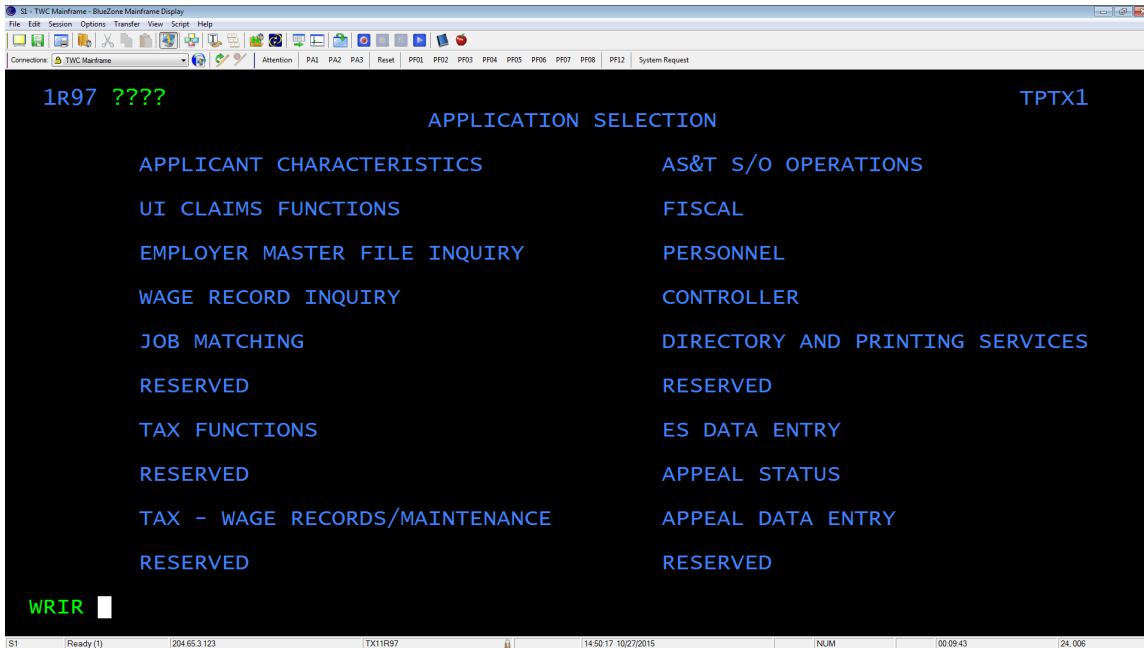 S1 - TWC Mainframe - BlueZone Mainframe Display
File Edit Session Options Transfer View Script Help
Connections: TWC Mainframe Attention PA1 PA2 PA3 Reset PF01 PF02 PF03 PF04 PF05 PF06 PF07 PF08 PF12 System Request
1R97 ???? TPTX1
APPLICATION SELECTION
APPLICANT CHARACTERISTICS AS&T S/O OPERATIONS
UI CLAIMS FUNCTIONS FISCAL
EMPLOYER MASTER FILE INQUIRY PERSONNEL
WAGE RECORD INQUIRY CONTROLLER
JOB MATCHING DIRECTORY AND PRINTING SERVICES
RESERVED RESERVED
TAX FUNCTIONS ES DATA ENTRY
RESERVED APPEAL STATUS
TAX - WAGE RECORDS/MAINTENANCE APPEAL DATA ENTRY
RESERVED RESERVED
WRIR
S1 Ready (1) 204.65.3.123 TX11R97 14:50:17 10/27/2015 NUM 00:09:43 24, 006